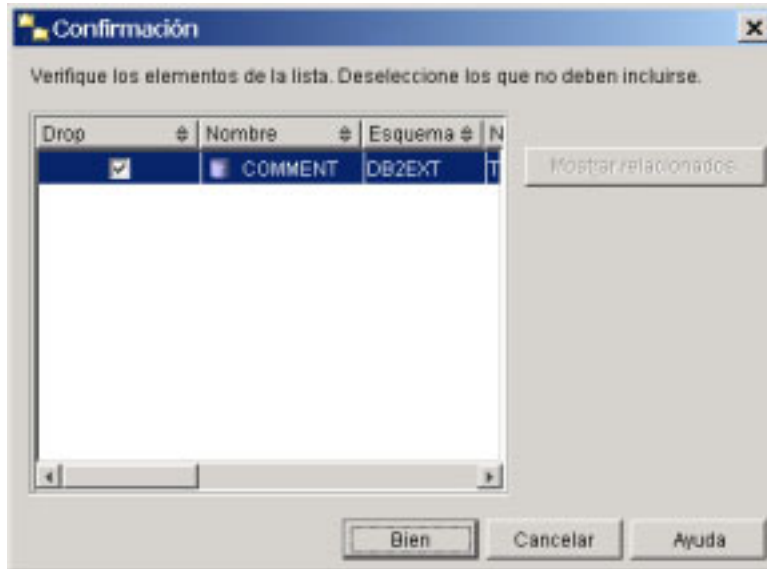 Confirmación
Verifique los elementos de la lista. Deseleccione los que no deben incluirse.
Drop Nombre Esquema N
COMMENT DB2EXT T
Mostrar relacionados
Bien Cancelar Ayuda